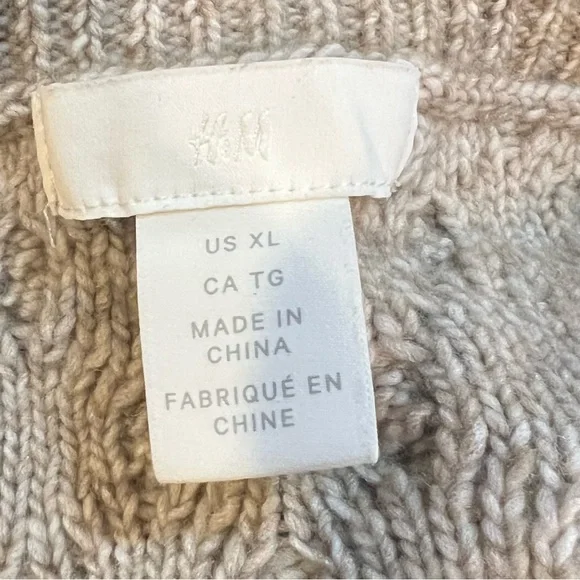 H&M
US XL
CA TG
MADE IN
CHINA
FABRIQUÉ EN
CHINE